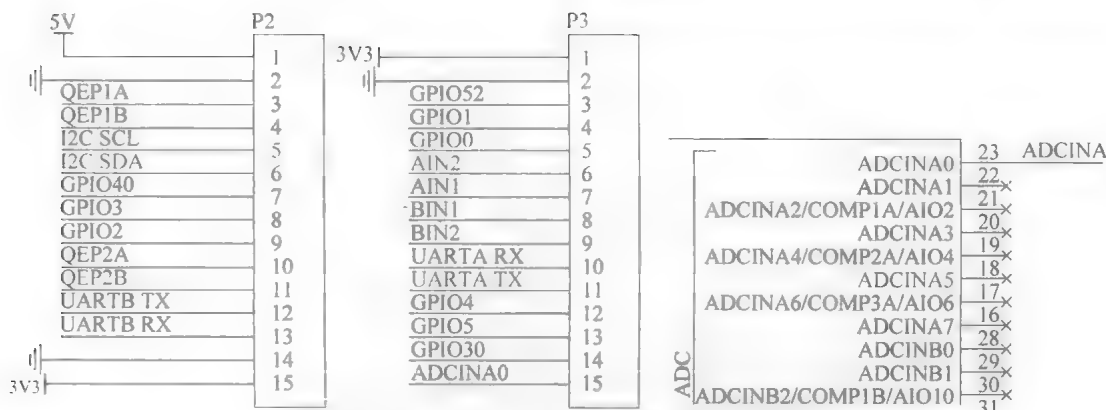 5V
P2
1
2
QEP1A
3
QEP1B
4
I2C SCL
5
I2C SDA
6
GPIO40
7
GPIO3
8
GPIO2
9
QEP2A
10
QEP2B
11
UARTB TX
12
UARTB RX
13
14
3V3
15
P3
3V3
1
2
GPIO52
3
GPIO1
4
GPIO0
5
AIN2
6
AIN1
7
BIN1
8
BIN2
9
UARTA RX
10
UARTA TX
11
GPIO4
12
GPIO5
13
GPIO30
14
ADCINA0
15
ADC
ADCINA0 23 ADCINA
ADCINA1 22
ADCINA2/COMP1A/AIO2 21
ADCINA3 20
ADCINA4/COMP2A/AIO4 19
ADCINA5 18
ADCINA6/COMP3A/AIO6 17
ADCINA7 16
ADCINB0 28
ADCINB1 29
ADCINB2/COMP1B/AIO10 30
31